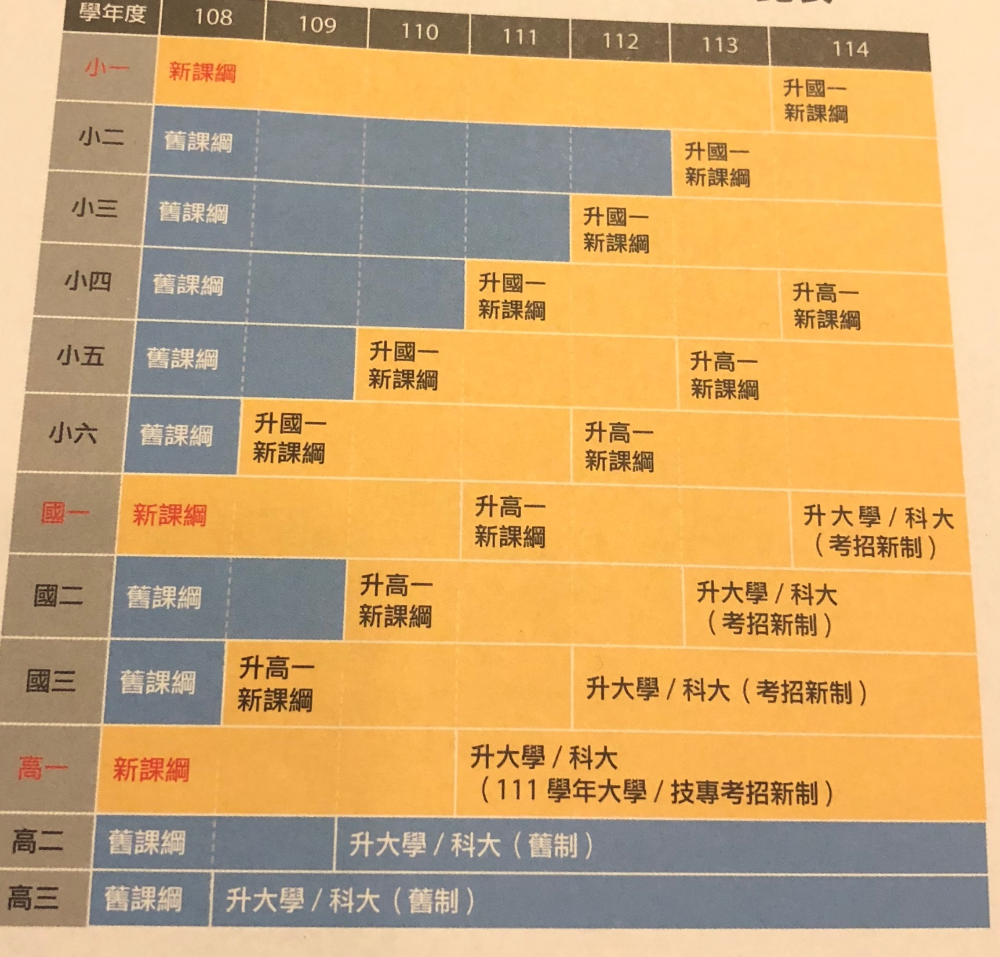 學年度 108 109 110 111 112 113 114
小一 新課綱 升國一
新課綱
小二 舊課綱 升國一
新課綱
小三 舊課綱 升國一
新課綱
小四 舊課綱 升國一 升高一
新課綱 新課綱
小五 舊課綱 升國一 升高一
新課綱 新課綱
小六 舊課綱 升國一 升高一
新課綱 新課綱
國一 新課綱 升高一 升大學/科大
新課綱 (考招新制)
國二 舊課綱 升高一 升大學/科大
新課綱 (考招新制)
國三 舊課綱 升高一 升大學/科大(考招新制)
新課綱
高一 新課綱 升大學/科大
(111 學年大學/技專考招新制)
高二 舊課綱 升大學/科大(舊制)
高三 舊課綱 升大學/科大(舊制)